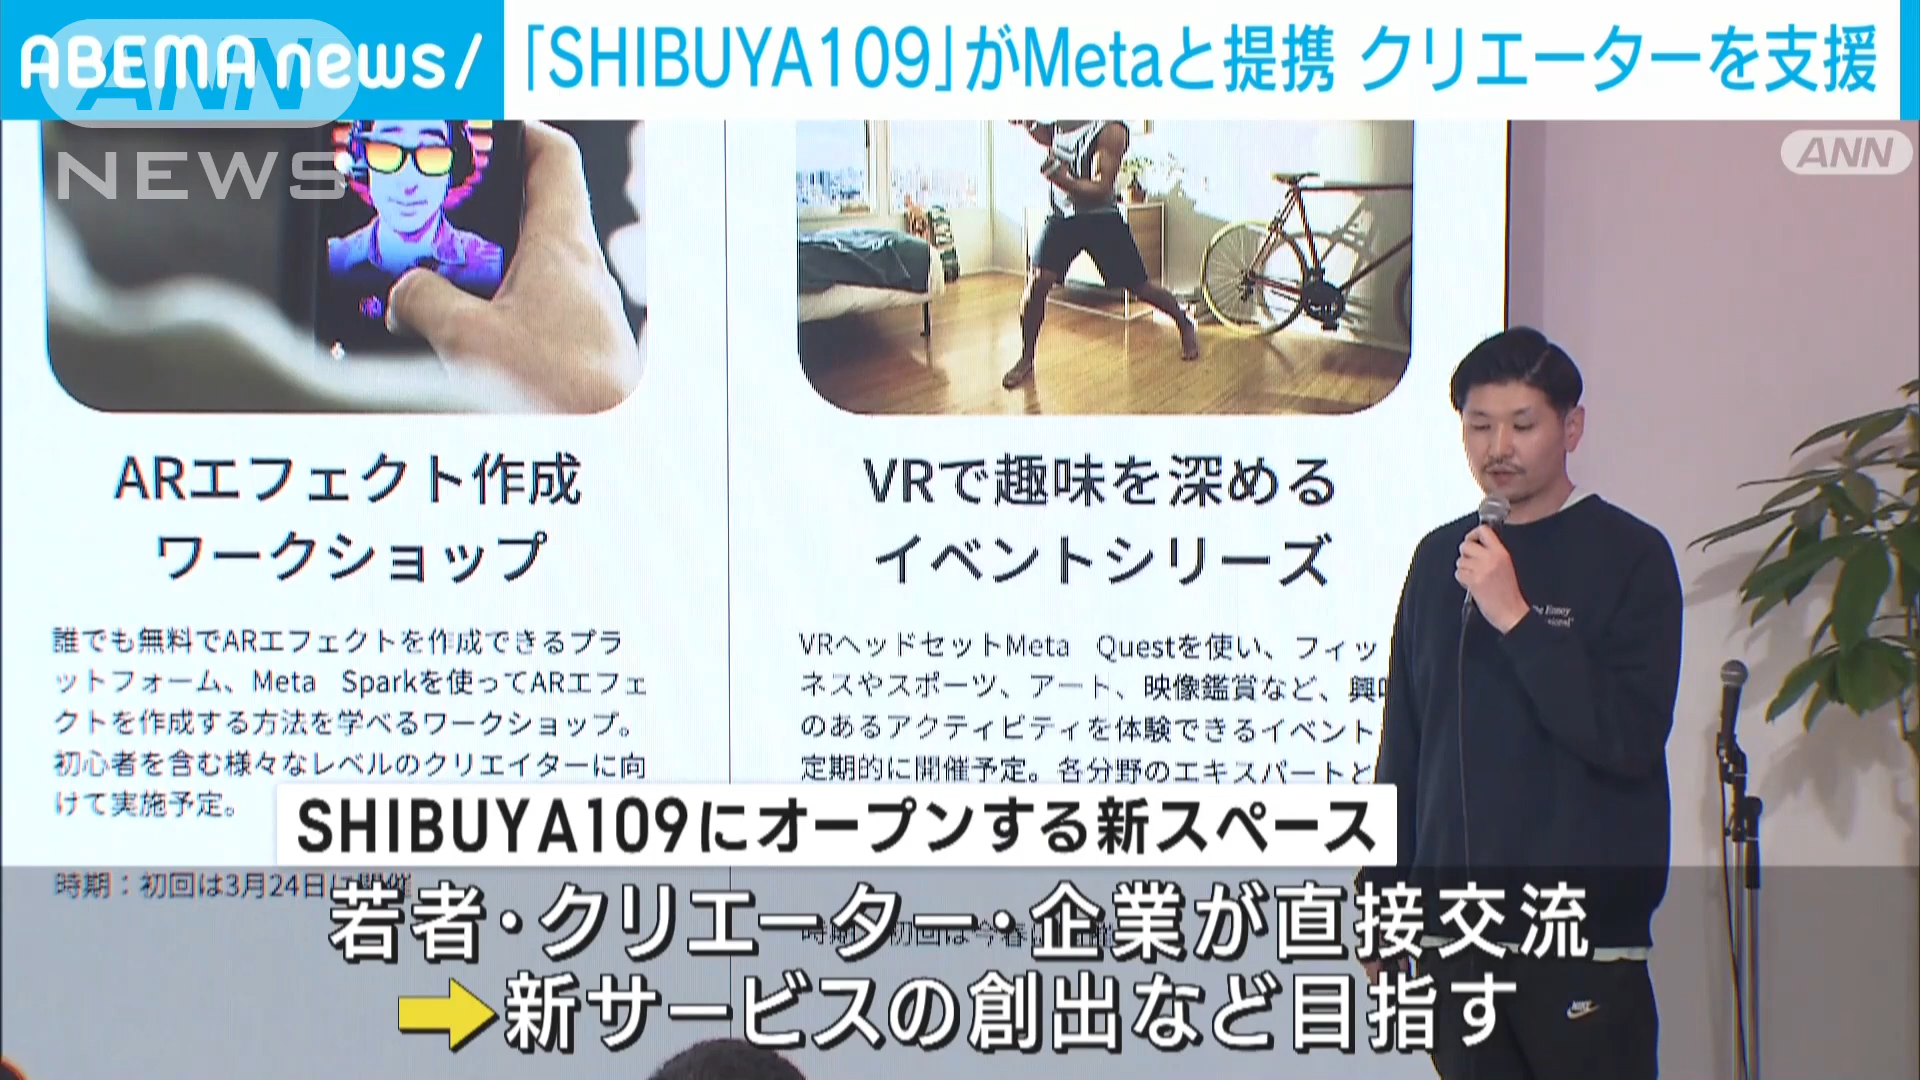 ABEMA news/
「SHIBUYA109」がMetaと提携 クリエーターを支援
ANN
NEWS
ANN
ARエフェクト作成
ワークショップ
誰でも無料でARエフェクトを作成できるプラ
ットフォーム、Meta Sparkを使ってARエフェ
クトを作成する方法を学べるワークショップ。
初心者を含む様々なレベルのクリエイターに向
けて実施予定。
時期：初回は3月24日に開催
VRで趣味を深める
イベントシリーズ
VRヘッドセットMeta Questを使い、フィッ
ネスやスポーツ、アート、映像鑑賞など、興味
のあるアクティビティを体験できるイベント
定期的に開催予定。各分野のエキスパートと
SHIBUYA109にオープンする新スペース
若者・クリエーター・企業が直接交流
➡新サービスの創出など目指す
NIKE